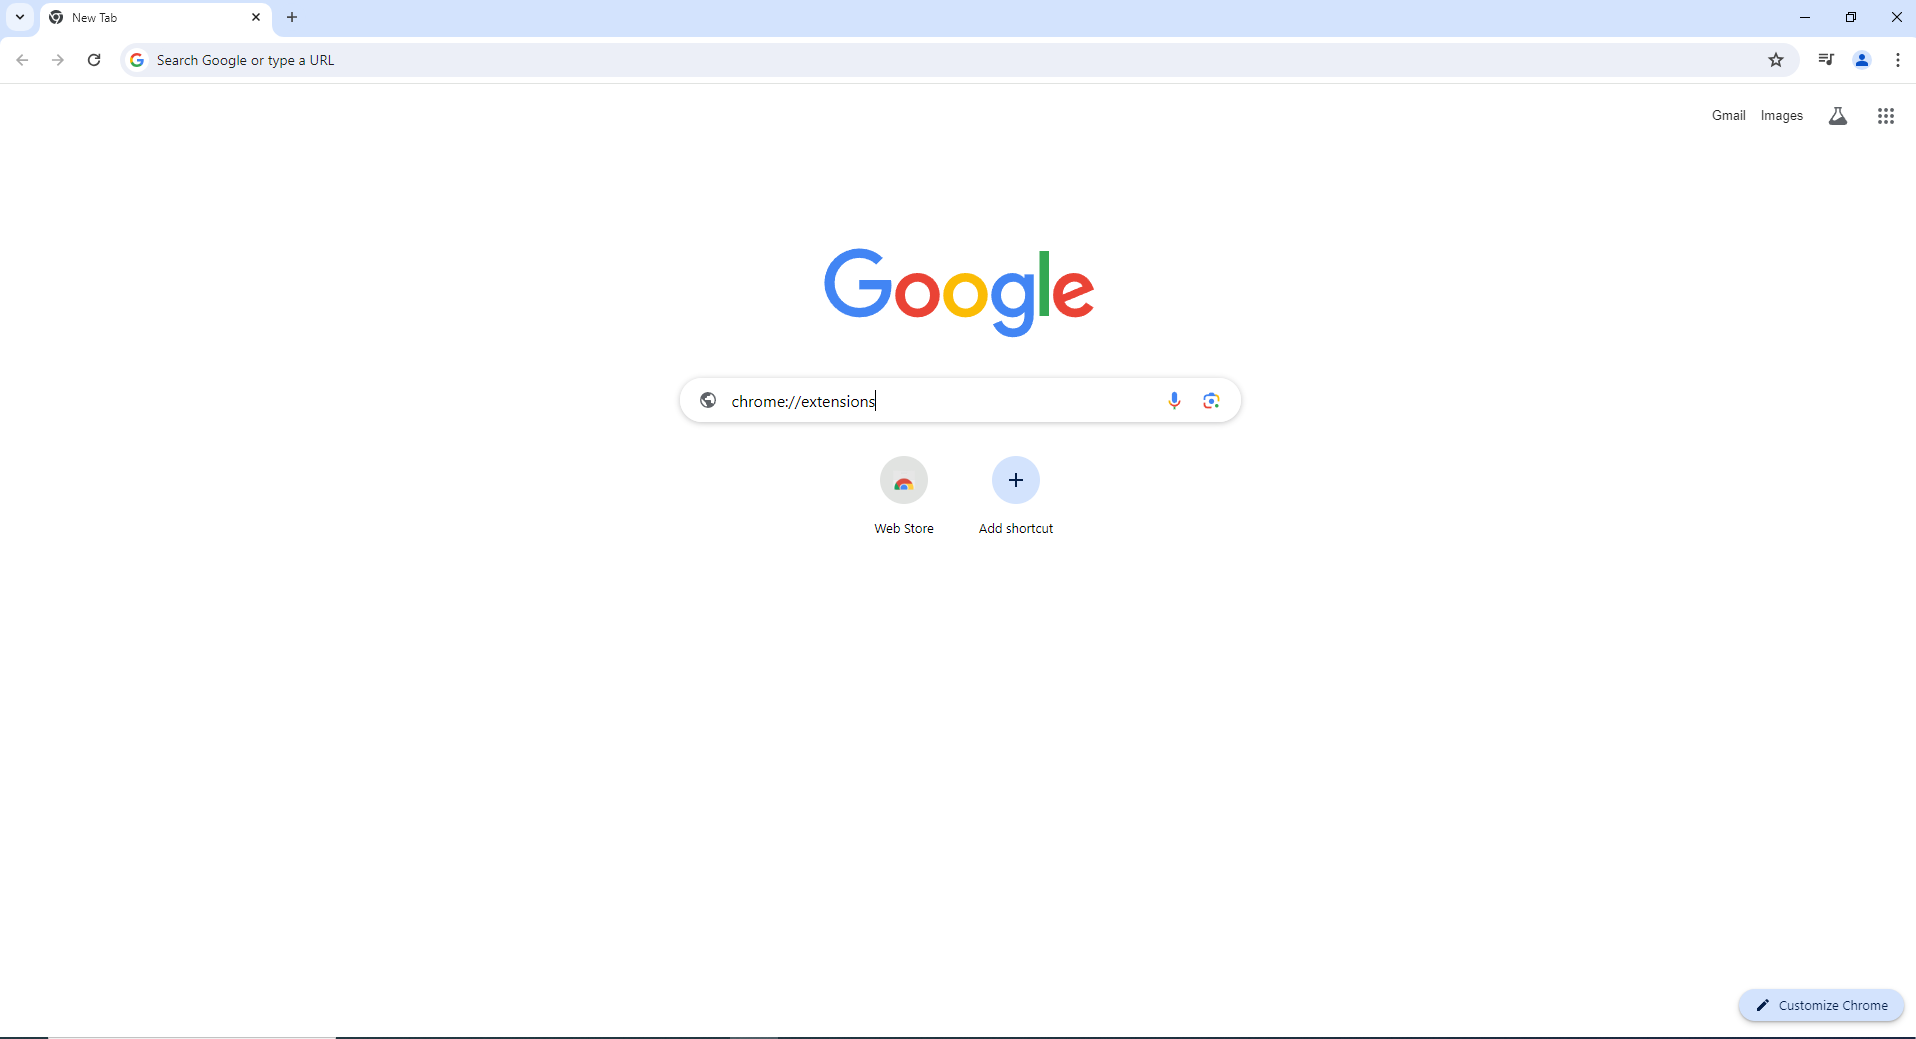 New Tab
Search Google or type a URL
Gmail Images
Google
chrome://extensions
Web Store Add shortcut
Customize Chrome